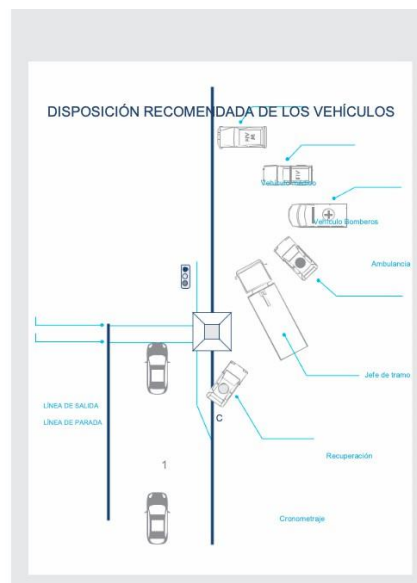 DISPOSICIÓN RECOMENDADA DE LOS VEHÍCULOS
Vehículo Bomberos
Ambulancia
Jefe de tramo
LÍNEA DE SALIDA
LÍNEA DE PARADA
C
Recuperación
1
Cronometraje